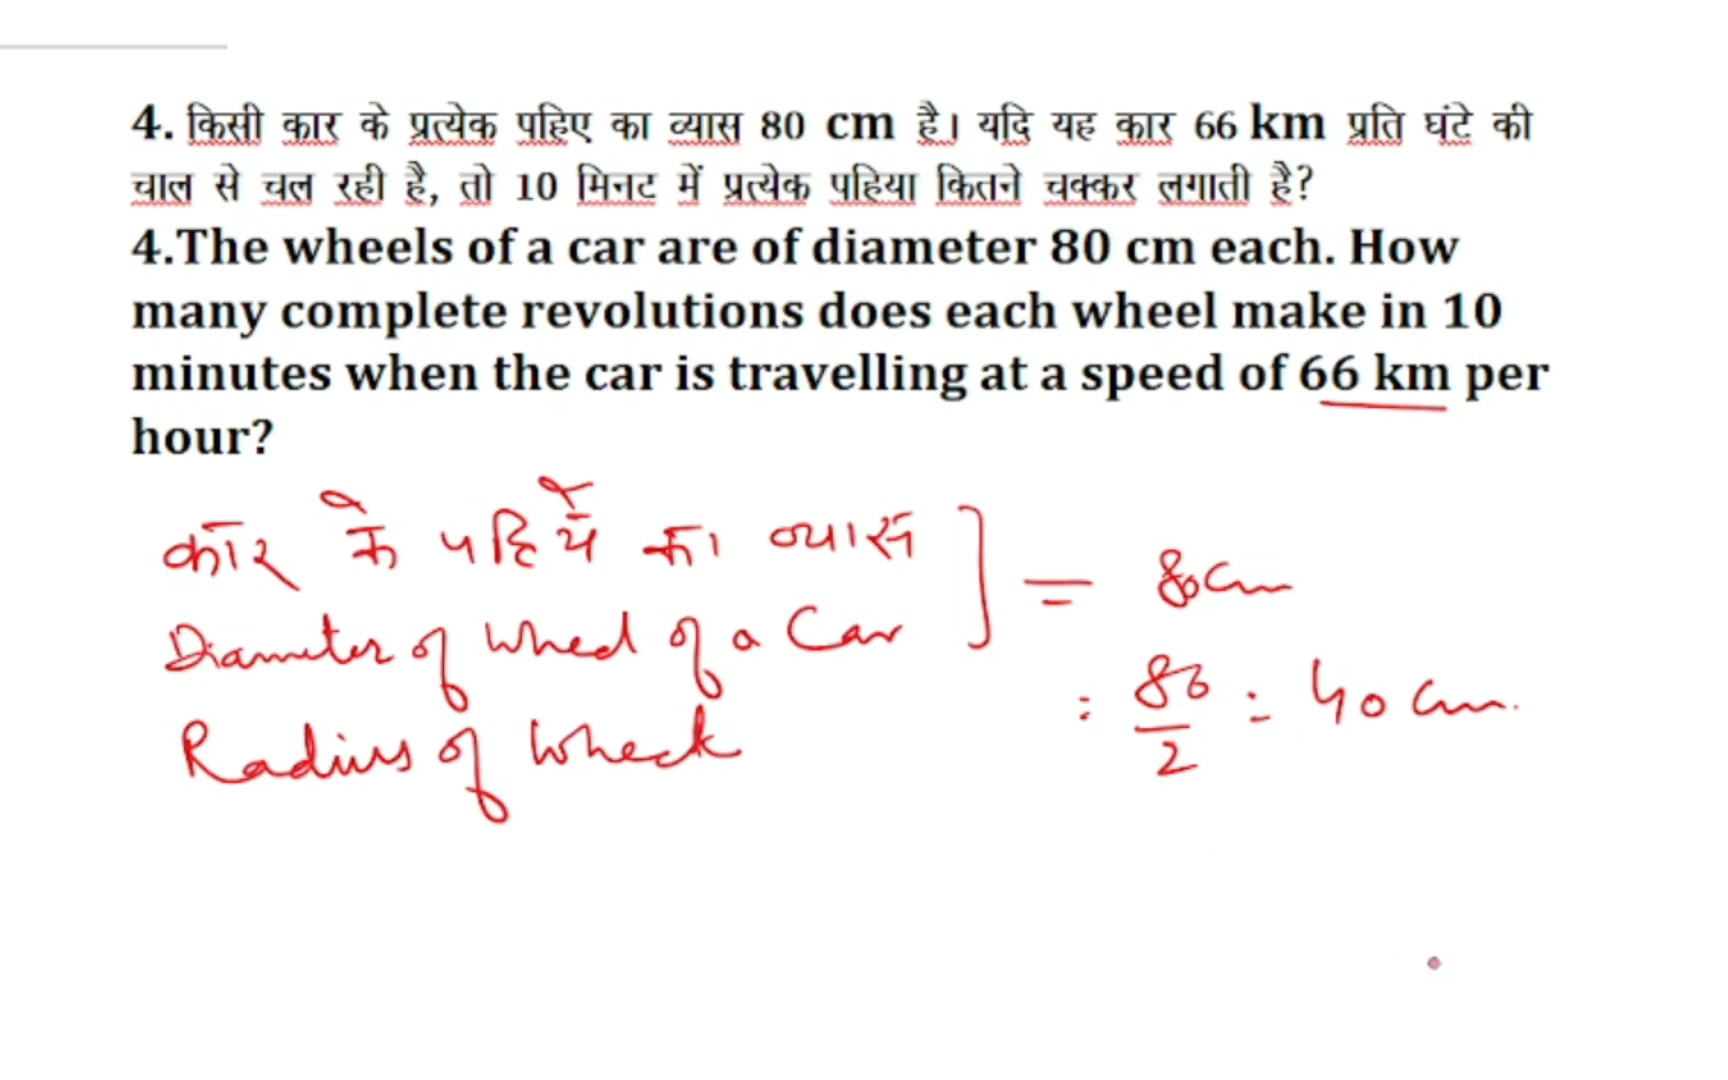 4. किसी कार के प्रत्येक पहिए का व्यास 80 cm है। यदि यह कार 66 km प्रति घंटे की
चाल से चल रही है, तो 10 मिनट में प्रत्येक पहिया कितने चक्कर लगाती है?
4.The wheels of a car are of diameter 80 cm each. How
many complete revolutions does each wheel make in 10
minutes when the car is travelling at a speed of 66 km per
hour?
कार के पहिये का व्यास ] = 80cm
Diameter of wheel of a Car
Radius of wheel = 80/2 = 40 cm.